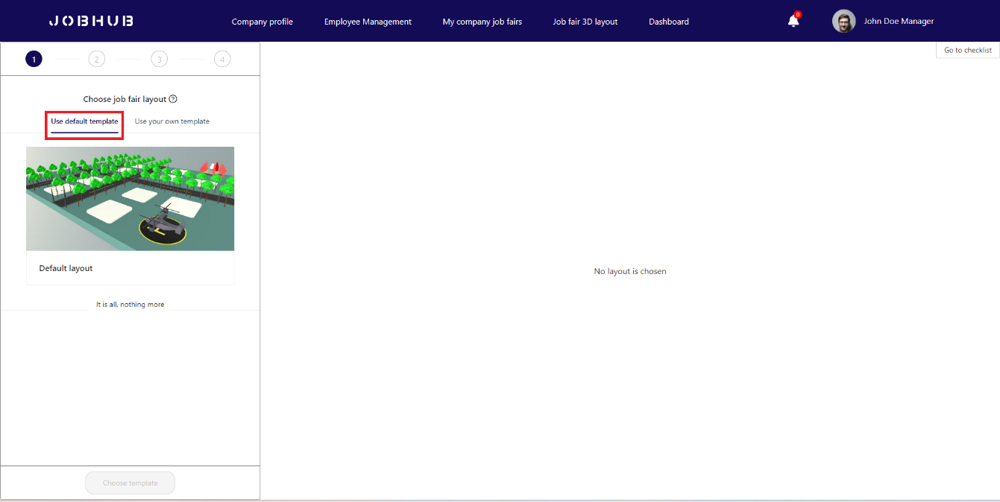 JOBHUB
Company profile
Employee Management
My company job fairs
Job fair 3D layout
Dashboard
0
John Doe Manager
Go to checklist
1
2
3
4
Choose job fair layout ?
Use default template
Use your own template
Default layout
It is all, nothing more
No layout is chosen
Choose template